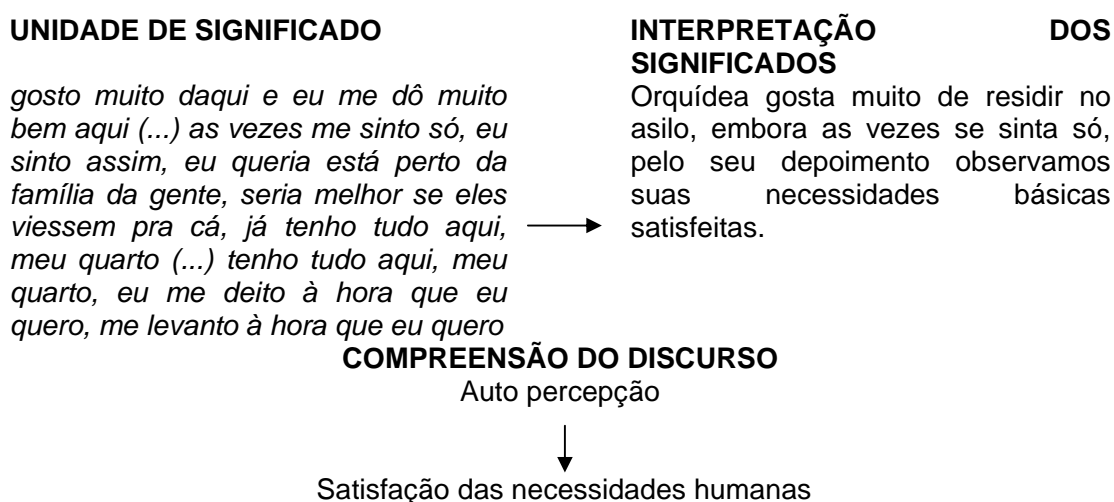 UNIDADE DE SIGNIFICADO
gosto muito daqui e eu me dô muito
bem aqui (...) as vezes me sinto só, eu
sinto assim, eu queria está perto da
família da gente, seria melhor se eles
viessem pra cá, já tenho tudo aqui,
meu quarto (...) tenho tudo aqui, meu
quarto, eu me deito à hora que eu
quero, me levanto à hora que eu quero
INTERPRETAÇÃO DOS
SIGNIFICADOS
Orquídea gosta muito de residir no
asilo, embora as vezes se sinta só,
pelo seu depoimento observamos
suas necessidades básicas
satisfeitas.
COMPREENSÃO DO DISCURSO
Auto percepção
Satisfação das necessidades humanas